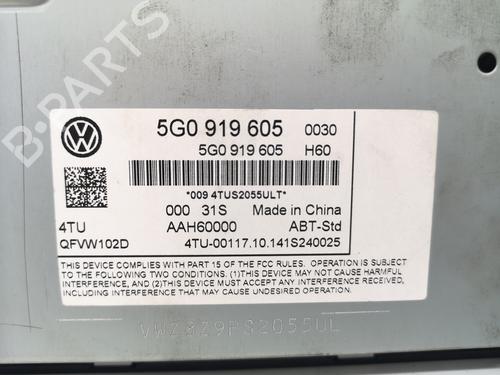 B-PARTS
VW
5G0 919 605 0030
5G0 919 605 H60
*009 4TUS2055ULT*
000 31S Made in China
4TU AAH60000 ABT-Std
QFVW102D 4TU-00117.10.141S240025
THIS DEVICE COMPLIES WITH PART 15 OF THE FCC RULES. OPERATION IS SUBJECT
TO THE FOLLOWING TWO CONDITIONS, (1)THIS DEVICE MAY NOT CAUSE HARMFUL
INTERFERENCE, AND (2)THIS DEVICE MUST ACCEPT ANY INTERFERENCE
RECEIVED, INCLUDING INTERFERENCE THAT MAY CAUSE UNDESIRED OPERATION.